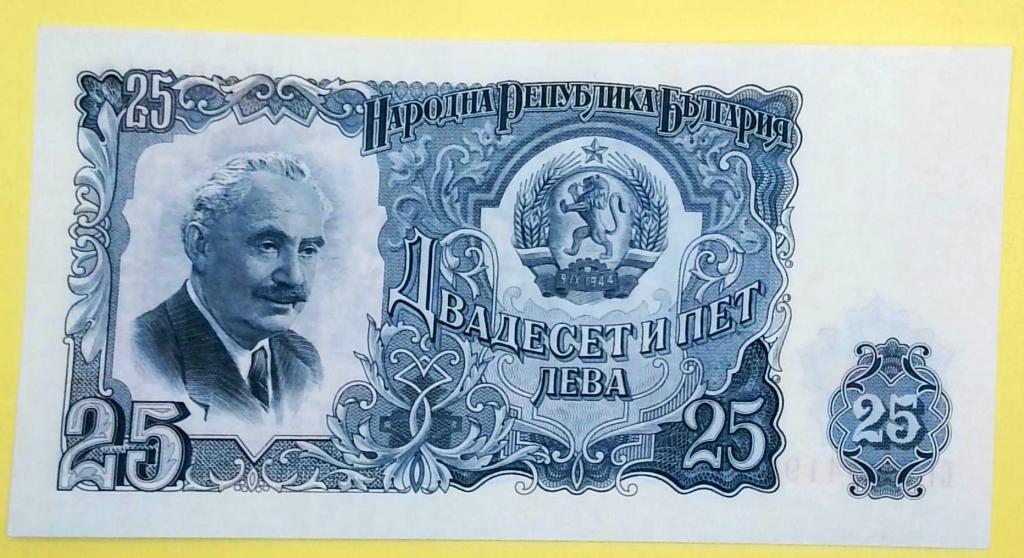 25
Народна Република България
9 IX 1944
Двадесет и пет
лева
25
25
25